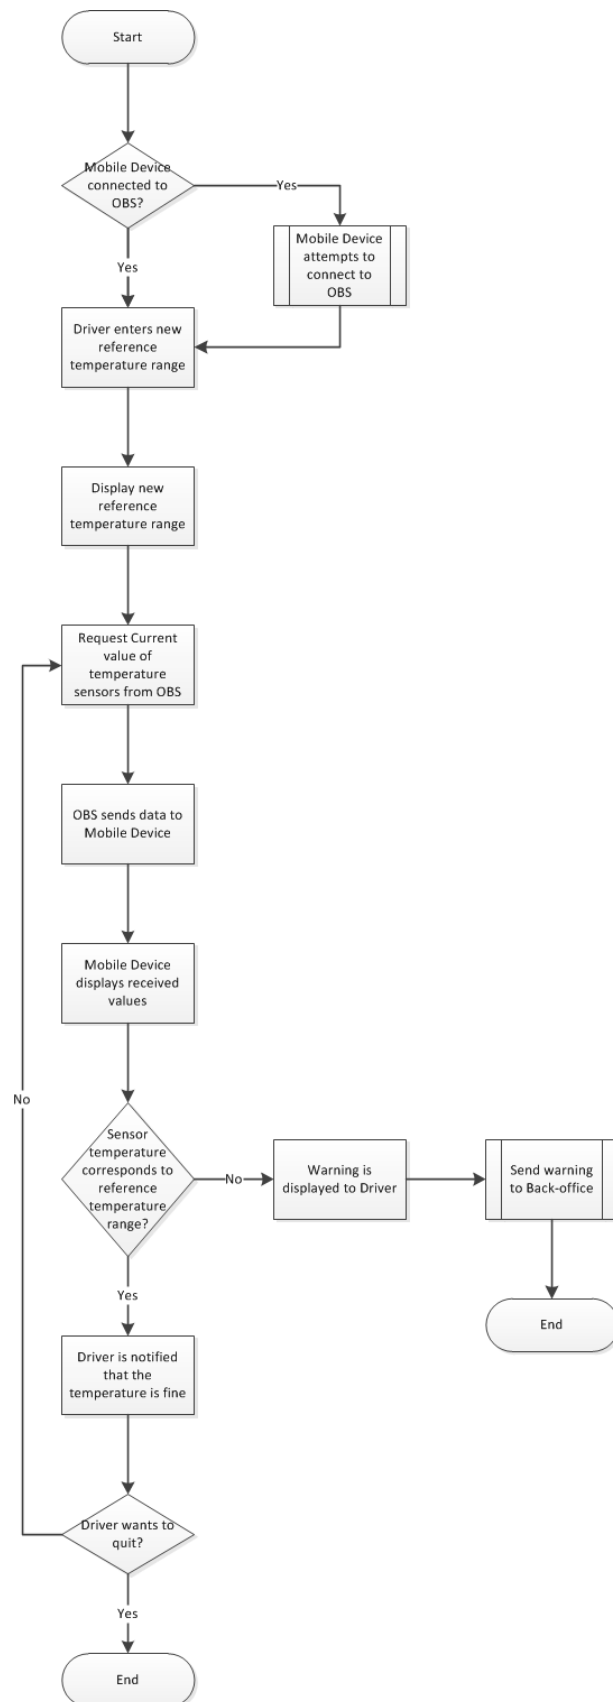 Start
Mobile Device
connected to
OBS?
Yes
Mobile Device
attempts to
connect to
OBS
Yes
Driver enters new
reference
temperature range
Display new
reference
temperature range
Request Current
value of
temperature
sensors from OBS
OBS sends data to
Mobile Device
Mobile Device
displays received
values
No
Sensor
temperature
corresponds to
reference
temperature
range?
No
Warning is
displayed to Driver
Send warning
to Back-office
End
Yes
Driver is notified
that the
temperature is fine
Driver wants to
quit?
Yes
End